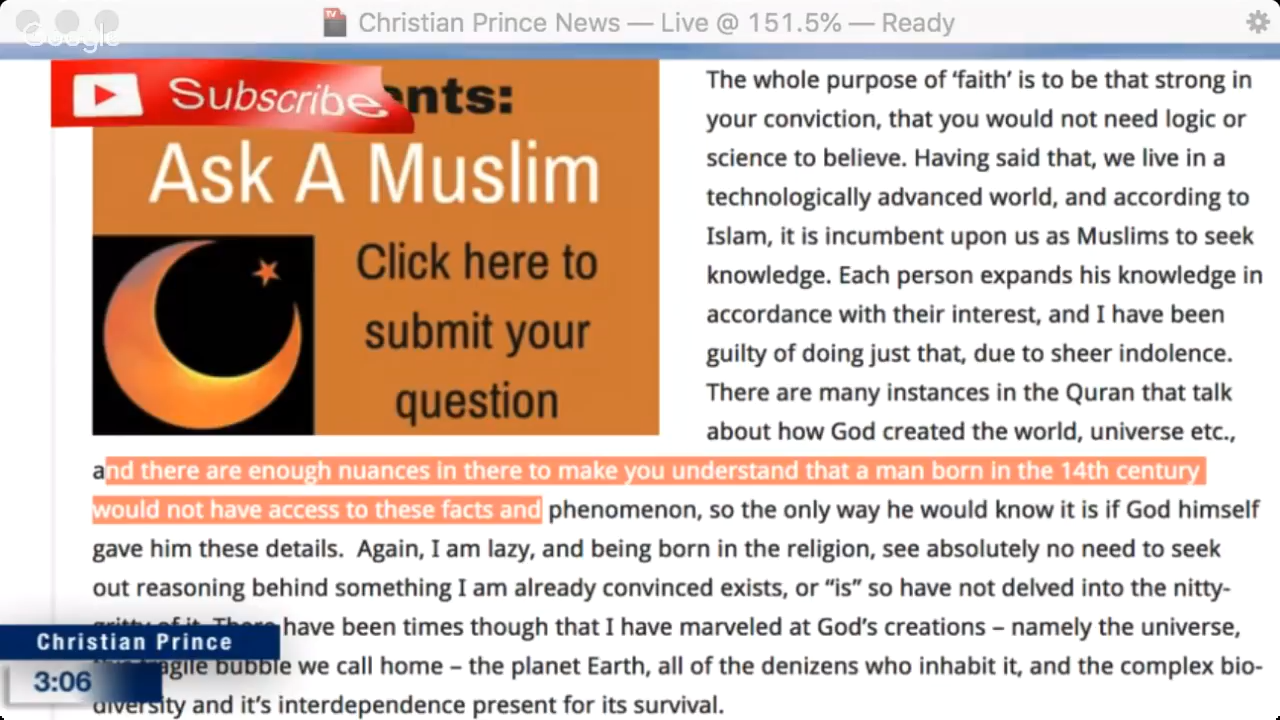 Christian Prince News — Live @ 151.5% — Ready
Google
Subscribe
nts:
Ask A Muslim
Click here to
submit your
question
The whole purpose of ‘faith’ is to be that strong in
your conviction, that you would not need logic or
science to believe. Having said that, we live in a
technologically advanced world, and according to
Islam, it is incumbent upon us as Muslims to seek
knowledge. Each person expands his knowledge in
accordance with their interest, and I have been
guilty of doing just that, due to sheer indolence.
There are many instances in the Quran that talk
about how God created the world, universe etc.,
and there are enough nuances in there to make you understand that a man born in the 14th century
would not have access to these facts and phenomenon, so the only way he would know it is if God himself
gave him these details. Again, I am lazy, and being born in the religion, see absolutely no need to seek
out reasoning behind something I am already convinced exists, or “is” so have not delved into the nitty-
gritty of it. There have been times though that I have marveled at God’s creations – namely the universe,
fragile bubble we call home – the planet Earth, all of the denizens who inhabit it, and the complex bio-
diversity and it’s interdependence present for its survival.
Christian Prince
3:06